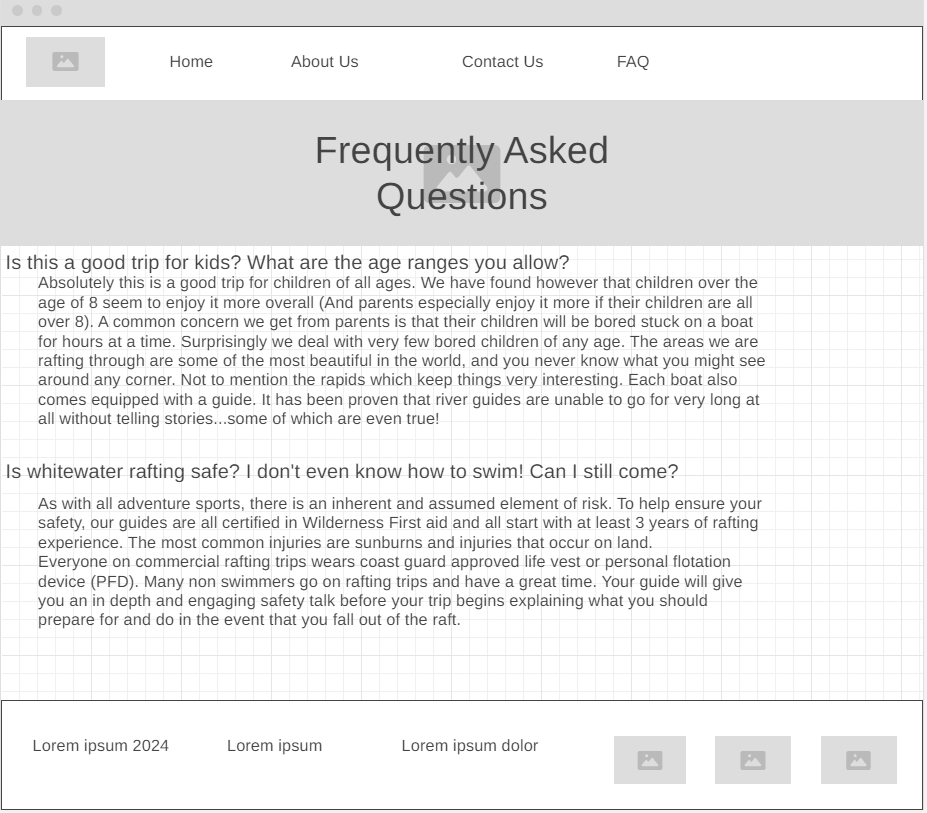 Home About Us Contact Us FAQ
Frequently Asked
Questions
Is this a good trip for kids? What are the age ranges you allow?
Absolutely this is a good trip for children of all ages. We have found however that children over the
age of 8 seem to enjoy it more overall (And parents especially enjoy it more if their children are all
over 8). A common concern we get from parents is that their children will be bored stuck on a boat
for hours at a time. Surprisingly we deal with very few bored children of any age. The areas we are
rafting through are some of the most beautiful in the world, and you never know what you might see
around any corner. Not to mention the rapids which keep things very interesting. Each boat also
comes equipped with a guide. It has been proven that river guides are unable to go for very long at
all without telling stories...some of which are even true!
Is whitewater rafting safe? I don't even know how to swim! Can I still come?
As with all adventure sports, there is an inherent and assumed element of risk. To help ensure your
safety, our guides are all certified in Wilderness First aid and all start with at least 3 years of rafting
experience. The most common injuries are sunburns and injuries that occur on land.
Everyone on commercial rafting trips wears coast guard approved life vest or personal flotation
device (PFD). Many non swimmers go on rafting trips and have a great time. Your guide will give
you an in depth and engaging safety talk before your trip begins explaining what you should
prepare for and do in the event that you fall out of the raft.
Lorem ipsum 2024 Lorem ipsum Lorem ipsum dolor